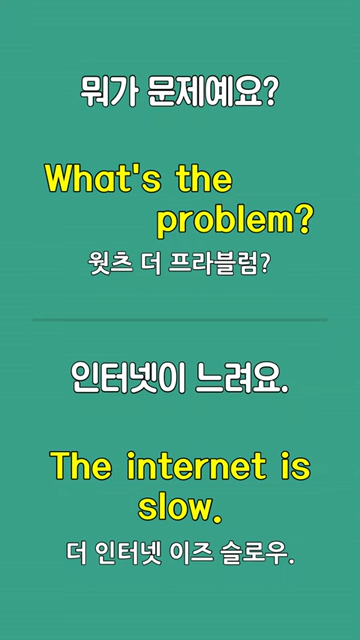 뭐가 문제예요?
What's the
problem?
웟츠 더 프라블럼?
인터넷이 느려요.
The internet is
slow.
더 인터넷 이즈 슬로우.